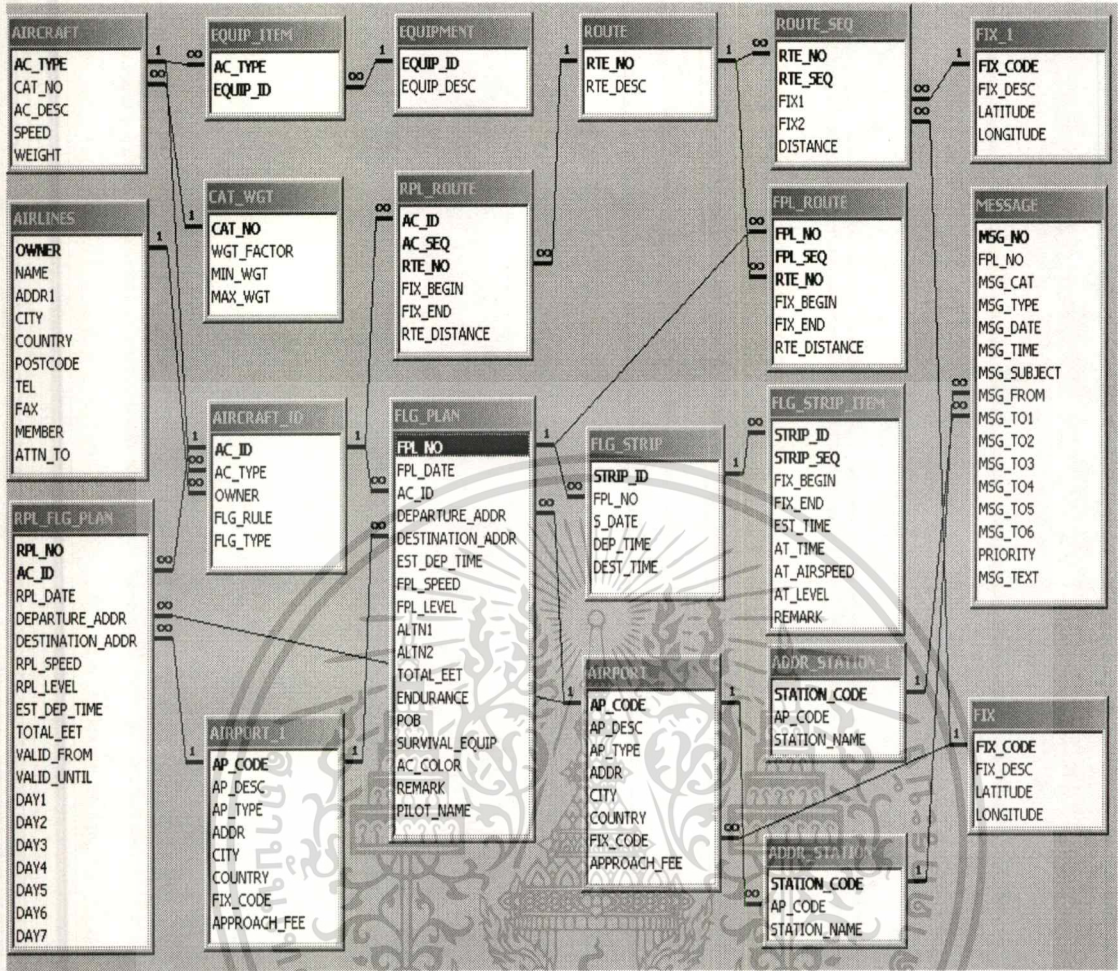 AIRCRAFT
AC_TYPE
CAT_NO
AC_DESC
SPEED
WEIGHT
EQUIP_ITEM
AC_TYPE
EQUIP_ID
EQUIPMENT
EQUIP_ID
EQUIP_DESC
ROUTE
RTE_NO
RTE_DESC
ROUTE_SEQ
RTE_NO
RTE_SEQ
FIX1
FIX2
DISTANCE
FIX_1
FIX_CODE
FIX_DESC
LATITUDE
LONGITUDE
AIRLINES
OWNER
NAME
ADDR1
CITY
COUNTRY
POSTCODE
TEL
FAX
MEMBER
ATTN_TO
CAT_WGT
CAT_NO
WGT_FACTOR
MIN_WGT
MAX_WGT
RPL_ROUTE
AC_ID
AC_SEQ
RTE_NO
FIX_BEGIN
FIX_END
RTE_DISTANCE
FPL_ROUTE
FPL_NO
FPL_SEQ
RTE_NO
FIX_BEGIN
FIX_END
RTE_DISTANCE
MESSAGE
MSG_NO
FPL_NO
MSG_CAT
MSG_TYPE
MSG_DATE
MSG_TIME
MSG_SUBJECT
MSG_FROM
MSG_TO1
MSG_TO2
MSG_TO3
MSG_TO4
MSG_TO5
MSG_TO6
PRIORITY
MSG_TEXT
AIRCRAFT_ID
AC_ID
AC_TYPE
OWNER
FLG_RULE
FLG_TYPE
FLG_PLAN
FPL_NO
FPL_DATE
AC_ID
DEPARTURE_ADDR
DESTINATION_ADDR
EST_DEP_TIME
FPL_SPEED
FPL_LEVEL
ALTN1
ALTN2
TOTAL_EET
ENDURANCE
POB
SURVIVAL_EQUIP
AC_COLOR
REMARK
PILOT_NAME
FLG_STRIP
STRIP_ID
FPL_NO
S_DATE
DEP_TIME
DEST_TIME
FLG_STRIP_ITEM
STRIP_ID
STRIP_SEQ
FIX_BEGIN
FIX_END
EST_TIME
AT_TIME
AT_AIRSPEED
AT_LEVEL
REMARK
RPL_FLG_PLAN
RPL_NO
AC_ID
RPL_DATE
DEPARTURE_ADDR
DESTINATION_ADDR
RPL_SPEED
RPL_LEVEL
EST_DEP_TIME
TOTAL_EET
VALID_FROM
VALID_UNTIL
DAY1
DAY2
DAY3
DAY4
DAY5
DAY6
DAY7
AIRPORT_1
AP_CODE
AP_DESC
AP_TYPE
ADDR
CITY
COUNTRY
FIX_CODE
APPROACH_FEE
AIRPORT
AP_CODE
AP_DESC
AP_TYPE
ADDR
CITY
COUNTRY
FIX_CODE
APPROACH_FEE
ADDR_STATION_1
STATION_CODE
AP_CODE
STATION_NAME
FIX
FIX_CODE
FIX_DESC
LATITUDE
LONGITUDE
ADDR_STATION
STATION_CODE
AP_CODE
STATION_NAME